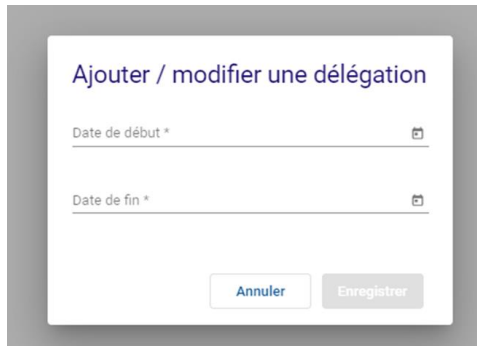 Ajouter / modifier une délégation
Date de début *
Date de fin *
Annuler Enregistrer